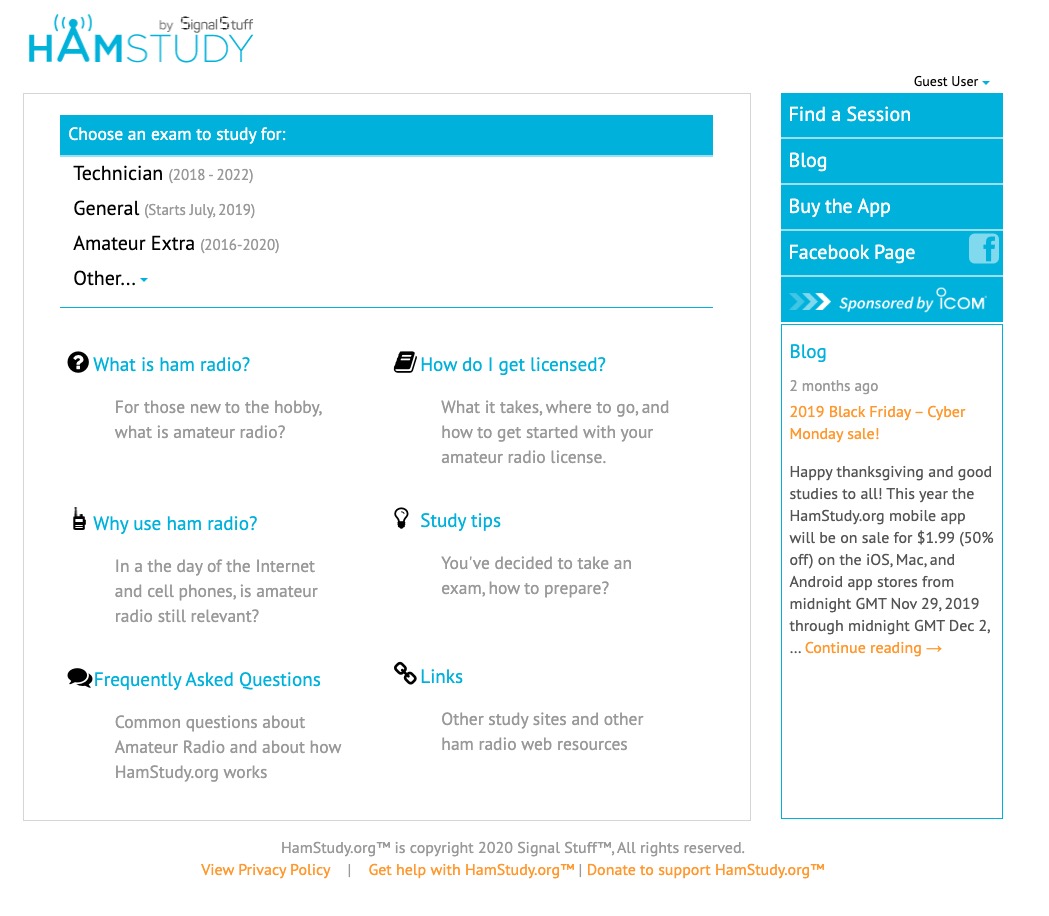 by SignalStuff
HAMSTUDY
Guest User
Choose an exam to study for:
Technician (2018 - 2022)
General (Starts July, 2019)
Amateur Extra (2016-2020)
Other...
Find a Session
Blog
Buy the App
Facebook Page
f
Sponsored by ICOM
What is ham radio?
For those new to the hobby,
what is amateur radio?
How do I get licensed?
What it takes, where to go, and
how to get started with your
amateur radio license.
Why use ham radio?
In a the day of the Internet
and cell phones, is amateur
radio still relevant?
Study tips
You've decided to take an
exam, how to prepare?
Frequently Asked Questions
Common questions about
Amateur Radio and about how
HamStudy.org works
Links
Other study sites and other
ham radio web resources
Blog
2 months ago
2019 Black Friday – Cyber
Monday sale!
Happy thanksgiving and good
studies to all! This year the
HamStudy.org mobile app
will be on sale for $1.99 (50%
off) on the iOS, Mac, and
Android app stores from
midnight GMT Nov 29, 2019
through midnight GMT Dec 2,
... Continue reading →
HamStudy.org™ is copyright 2020 Signal Stuff™, All rights reserved.
View Privacy Policy | Get help with HamStudy.org™ | Donate to support HamStudy.org™